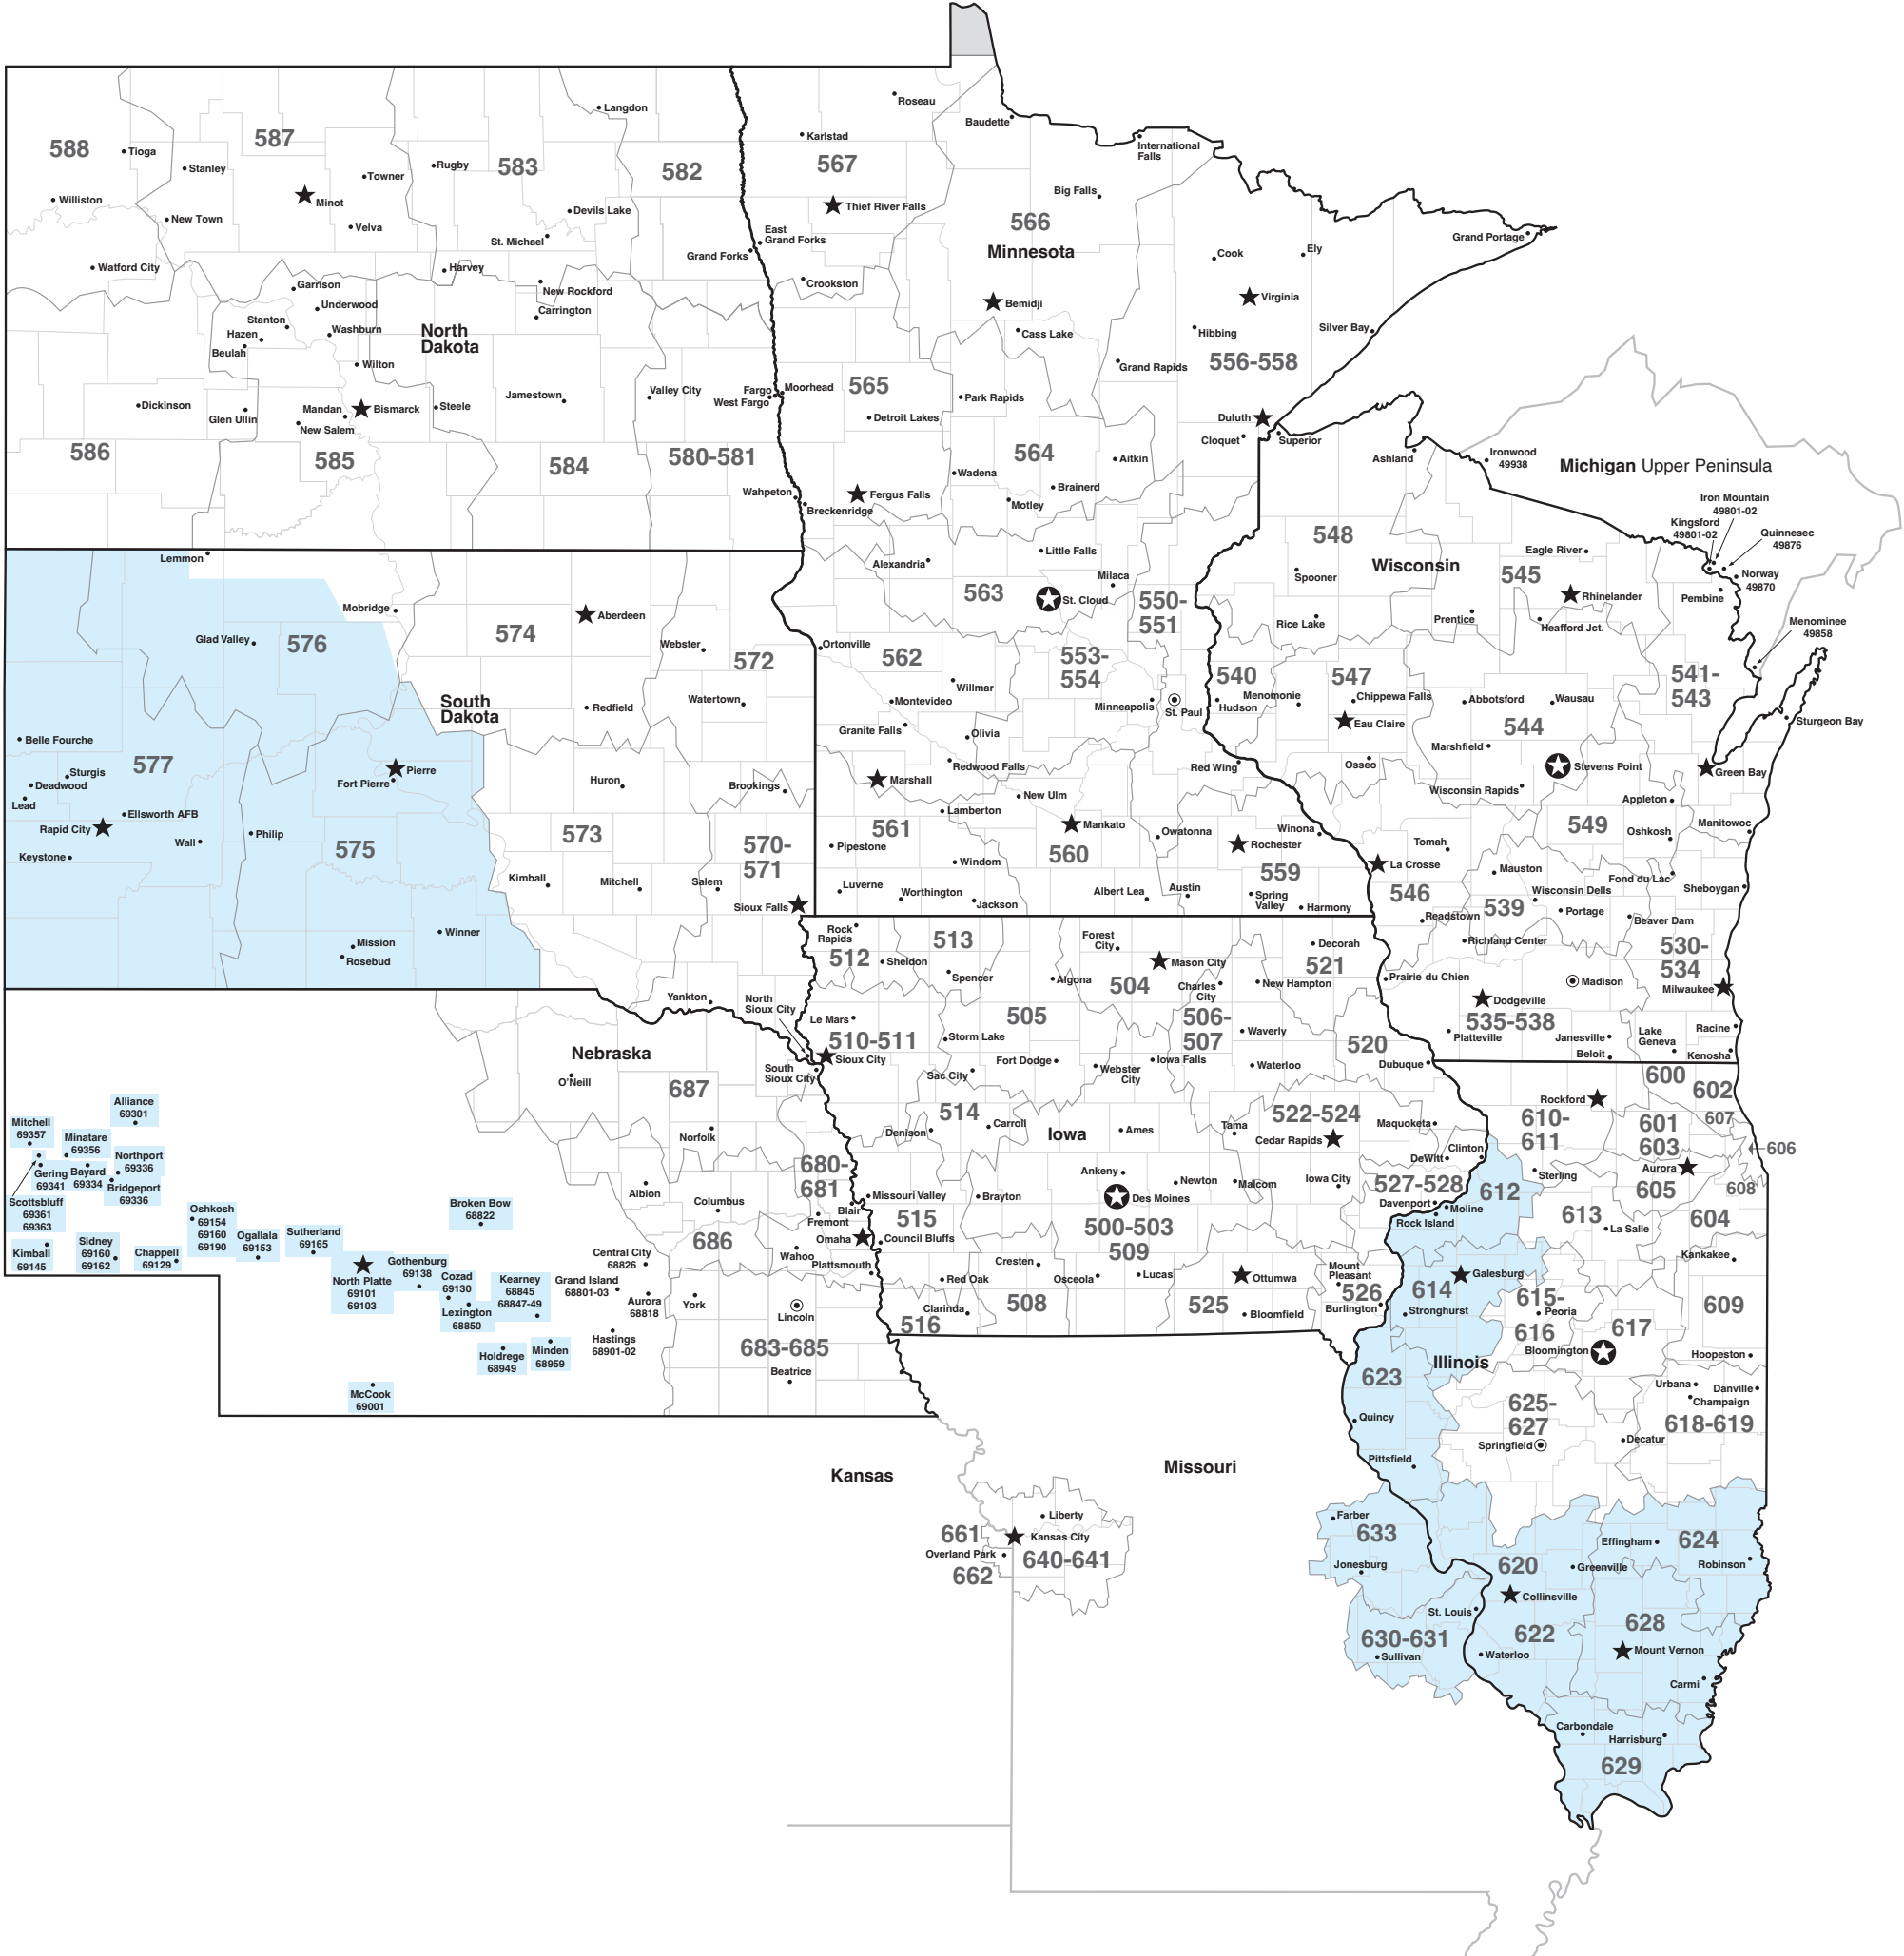 Roseau
Langdon
Baudette
Karlstad
International
Falls
588
587
Tioga
583
567
Stanley
Rugby
582
Towner
Big Falls
Williston
Minot
Thief River Falls
Devils Lake
566
New Town
Velva
St. Michael
East
Grand Forks
Grand Portage
Minnesota
Cook
Ely
Grand Forks
Watford City
Harvey
Garrison
New Rockford
Crookston
Virginia
Underwood
Bemidji
Carrington
Stanton
Hazen
Washburn
North
Dakota
Cass Lake
Hibbing
Silver Bay
Beulah
Wilton
Grand Rapids
556-558
Dickinson
Glen Ullin
Mandan
Bismarck
Steele
Jamestown
Valley City
Fargo
West Fargo
Moorhead
565
Park Rapids
New Salem
Detroit Lakes
Duluth
Cloquet
Superior
586
585
584
580-581
564
Aitkin
Ashland
Ironwood
49938
Michigan Upper Peninsula
Wadena
Wahpeton
Fergus Falls
Brainerd
Breckenridge
Motley
Iron Mountain
49801-02
Kingsford
49801-02
Quinnesec
49876
548
Lemmon
Little Falls
Eagle River
Alexandria
Wisconsin
545
Spooner
Norway
49870
Milaca
Mobridge
Aberdeen
563
St. Cloud
550-
551
Rhinelander
Pembine
Glad Valley
576
574
Rice Lake
Prentice
Heafford Jct.
Menominee
49858
Webster
Ortonville
572
562
553-
554
540
547
541-
543
Willmar
South
Dakota
Redfield
Watertown
Montevideo
Minneapolis
St. Paul
Hudson
Menomonie
Chippewa Falls
Abbotsford
Wausau
Eau Claire
544
Sturgeon Bay
Granite Falls
Olivia
Belle Fourche
577
Marshfield
Sturgis
Deadwood
Pierre
Fort Pierre
Huron
Brookings
Marshall
Redwood Falls
Red Wing
Osseo
Stevens Point
Green Bay
Lead
Wisconsin Rapids
Ellsworth AFB
New Ulm
Appleton
Rapid City
Philip
Lamberton
Mankato
Owatonna
Winona
549
Oshkosh
Manitowoc
Wall
575
573
570-
571
561
Pipestone
560
Rochester
Tomah
Keystone
Windom
La Crosse
Mauston
Kimball
Mitchell
Salem
Luverne
Worthington
Albert Lea
Austin
559
Spring
Valley
Harmony
546
Fond du Lac
Sheboygan
Wisconsin Dells
539
Sioux Falls
Jackson
Readstown
Portage
Beaver Dam
Mission
Winner
Rosebud
Rock
Rapids
512
513
Forest
City
Decorah
Richland Center
530-
534
Sheldon
Spencer
Algona
504
Mason City
521
Charles
City
New Hampton
Prairie du Chien
Madison
Milwaukee
Yankton
North
Sioux City
Dodgeville
535-538
Le Mars
505
506-
507
Waverly
Platteville
Janesville
Lake
Geneva
Racine
Beloit
Kenosha
Nebraska
510-511
Sioux City
Storm Lake
Fort Dodge
Iowa Falls
520
O'Neill
South
Sioux City
Sac City
Webster
City
Waterloo
Dubuque
687
600
602
Rockford
Alliance
69301
514
522-524
610-
611
601
603
607
Mitchell
69357
Minatare
69356
Norfolk
Denison
Carroll
Iowa
Ames
Tama
Cedar Rapids
Maquoketa
606
Northport
69336
Gering
69341
Bayard
69334
Bridgeport
69336
680-
681
DeWitt
Clinton
Aurora
Sterling
Ankeny
Newton
Malcom
Iowa City
527-528
612
605
608
Albion
Missouri Valley
Brayton
Des Moines
Scottsbluff
69361
69363
Oshkosh
69154
69160
69190
Broken Bow
68822
Columbus
Blair
Fremont
515
500-503
509
Davenport
Moline
Rock Island
613
La Salle
604
Omaha
Council Bluffs
686
Kimball
69145
Sidney
69160
69162
Chappell
69129
Ogallala
69153
Sutherland
69165
Central City
68826
Wahoo
Plattsmouth
Creston
Osceola
Lucas
Kankakee
Gothenburg
69138
North Platte
69101
69103
Cozad
69130
Kearney
68845
68847-49
Grand Island
68801-03
Red Oak
Ottumwa
Mount
Pleasant
614
Galesburg
Aurora
68818
York
Lexington
68850
Lincoln
Clarinda
508
525
526
Burlington
Bloomfield
Stronghurst
615-
616
Peoria
609
516
617
Hastings
68901-02
Holdrege
68949
Minden
68959
683-685
Bloomington
Illinois
Hoopeston
Beatrice
623
McCook
69001
Urbana
Danville
Champaign
625-
627
618-619
Quincy
Decatur
Springfield
Pittsfield
Kansas
Missouri
Farber
633
Liberty
661
Kansas City
Effingham
624
Overland Park
640-641
Jonesburg
620
Greenville
Robinson
662
Collinsville
St. Louis
628
630-631
622
Sullivan
Waterloo
Mount Vernon
Carmi
Carbondale
Harrisburg
629